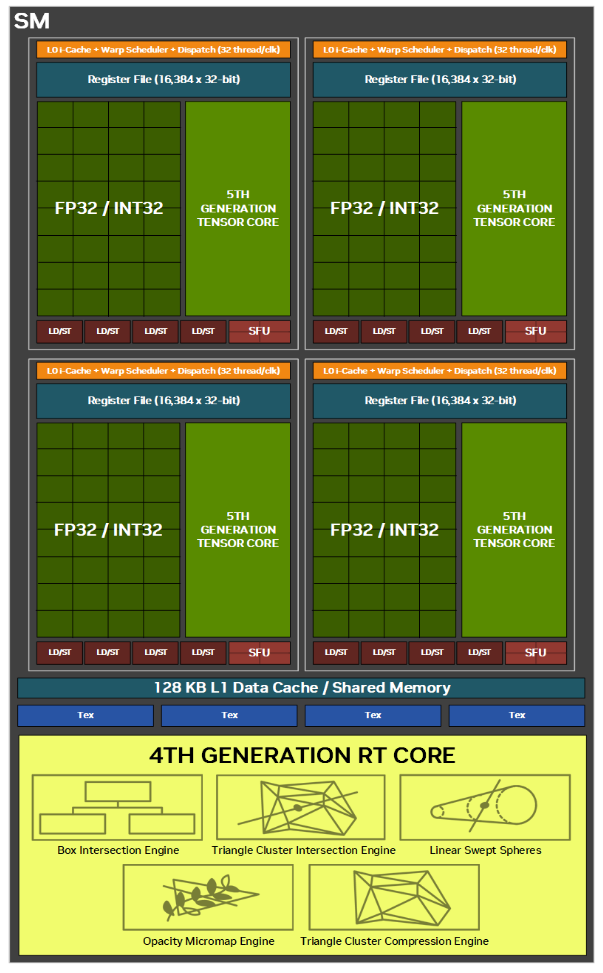 SM
L0 i-Cache + Warp Scheduler + Dispatch (32 thread/clk)
Register File (16,384 x 32-bit)
FP32 / INT32
5TH
GENERATION
TENSOR CORE
LD/ST LD/ST LD/ST LD/ST SFU
L0 i-Cache + Warp Scheduler + Dispatch (32 thread/clk)
Register File (16,384 x 32-bit)
FP32 / INT32
5TH
GENERATION
TENSOR CORE
LD/ST LD/ST LD/ST LD/ST SFU
L0 i-Cache + Warp Scheduler + Dispatch (32 thread/clk)
Register File (16,384 x 32-bit)
FP32 / INT32
5TH
GENERATION
TENSOR CORE
LD/ST LD/ST LD/ST LD/ST SFU
L0 i-Cache + Warp Scheduler + Dispatch (32 thread/clk)
Register File (16,384 x 32-bit)
FP32 / INT32
5TH
GENERATION
TENSOR CORE
LD/ST LD/ST LD/ST LD/ST SFU
128 KB L1 Data Cache / Shared Memory
Tex Tex Tex Tex
4TH GENERATION RT CORE
Box Intersection Engine
Triangle Cluster Intersection Engine
Linear Swept Spheres
Opacity Micromap Engine
Triangle Cluster Compression Engine